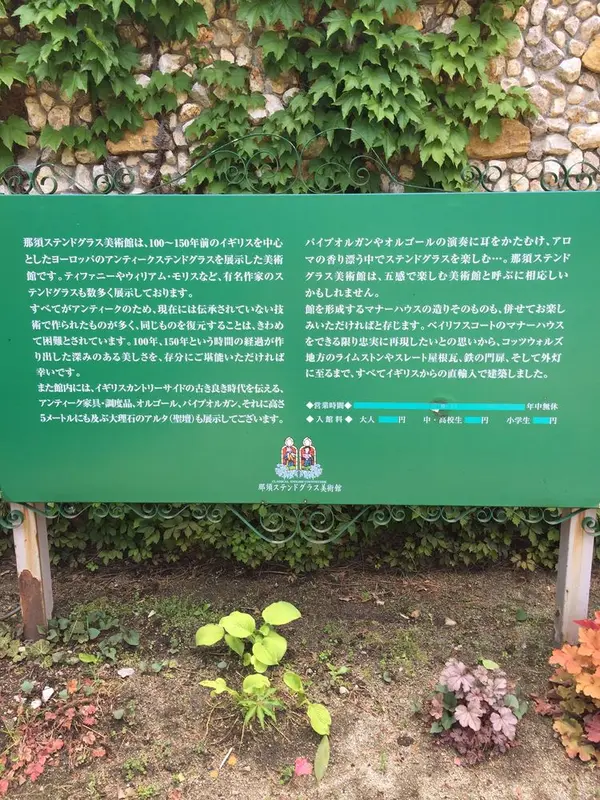 那須ステンドグラス美術館は、100〜150年前のイギリスを中心
としたヨーロッパのアンティークステンドグラスを展示した美術
館です。ティファニーやウィリアム・モリスなど、有名作家のス
テンドグラスも数多く展示しております。
すべてがアンティークのため、現在には伝承されていない技
術で作られたものが多く、同じものを復元することは、きわめ
て困難とされています。100年、150年という時間の経過が作
り出した深みのある美しさを、存分にご堪能いただければ
幸いです。
また館内には、イギリスカントリーサイドの古き良き時代を伝える、
アンティーク家具・調度品、オルゴール、パイプオルガン、それに高さ
5メートルにも及ぶ大理石のアルタ(聖壇)も展示してございます。
パイプオルガンやオルゴールの演奏に耳をかたむけ、アロ
マの香り漂う中でステンドグラスを楽しむ…。那須ステンド
グラス美術館は、五感で楽しむ美術館と呼ぶに相応しい
かもしれません。
館を形成するマナーハウスの造りそのものも、併せてお楽し
みいただければと存じます。ベイリフスコートのマナーハウス
をできる限り忠実に再現したいとの思いから、コッツウォルズ
地方のライムストンやスレート屋根瓦、鉄の門扉、そして外灯
に至るまで、すべてイギリスからの直輸入で建築しました。
◆営業時間◆ 年中無休
◆入館料◆ 大人 円 中・高校生 円 小学生 円
那須ステンドグラス美術館